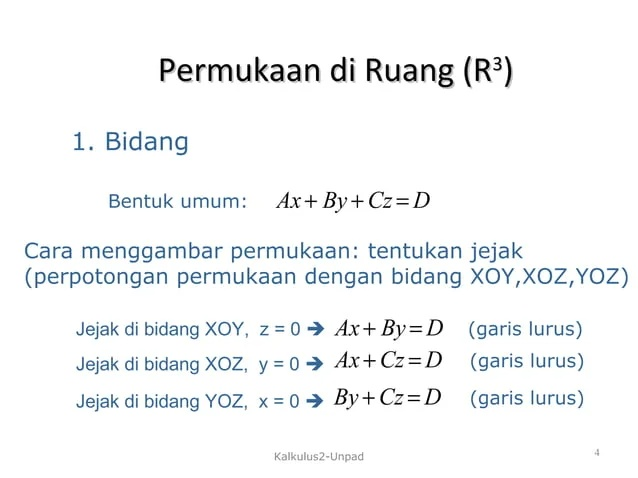 Permukaan di Ruang (R³)
1. Bidang
Bentuk umum: Ax + By + Cz = D
Cara menggambar permukaan: tentukan jejak
(perpotongan permukaan dengan bidang XOY,XOZ,YOZ)
Jejak di bidang XOY, z = 0 ➔ Ax + By = D (garis lurus)
Jejak di bidang XOZ, y = 0 ➔ Ax + Cz = D (garis lurus)
Jejak di bidang YOZ, x = 0 ➔ By + Cz = D (garis lurus)
Kalkulus2-Unpad
4